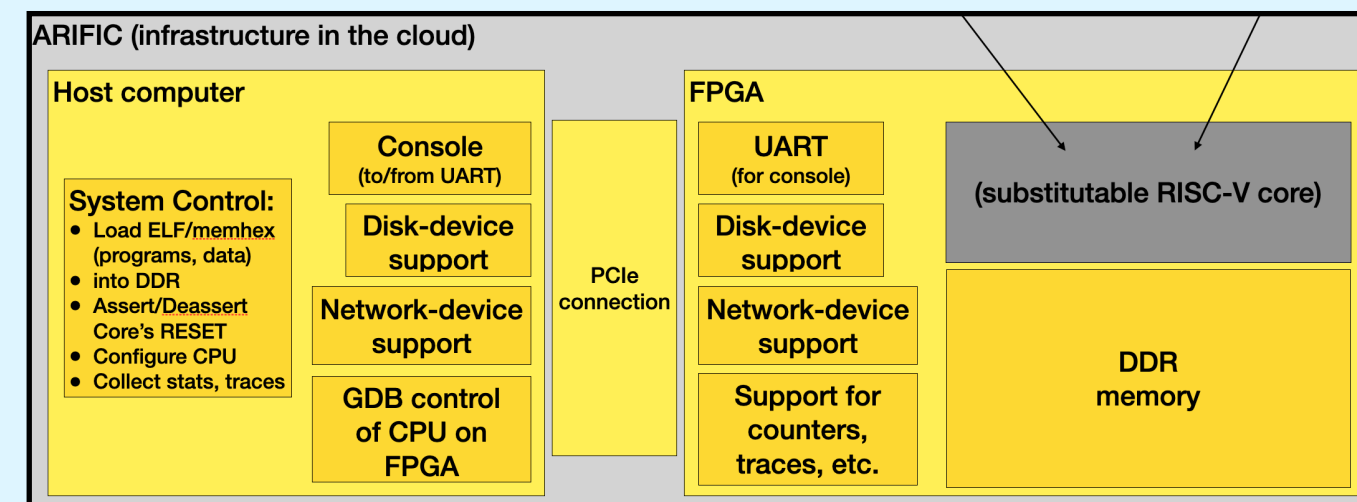 ARIFIC (infrastructure in the cloud)
Host computer
System Control:
• Load ELF/memhex
(programs, data)
• into DDR
• Assert/Deassert
Core's RESET
• Configure CPU
• Collect stats, traces
Console
(to/from UART)
Disk-device
support
Network-device
support
GDB control
of CPU on
FPGA
PCIe
connection
FPGA
UART
(for console)
Disk-device
support
Network-device
support
Support for
counters,
traces, etc.
(substitutable RISC-V core)
DDR
memory